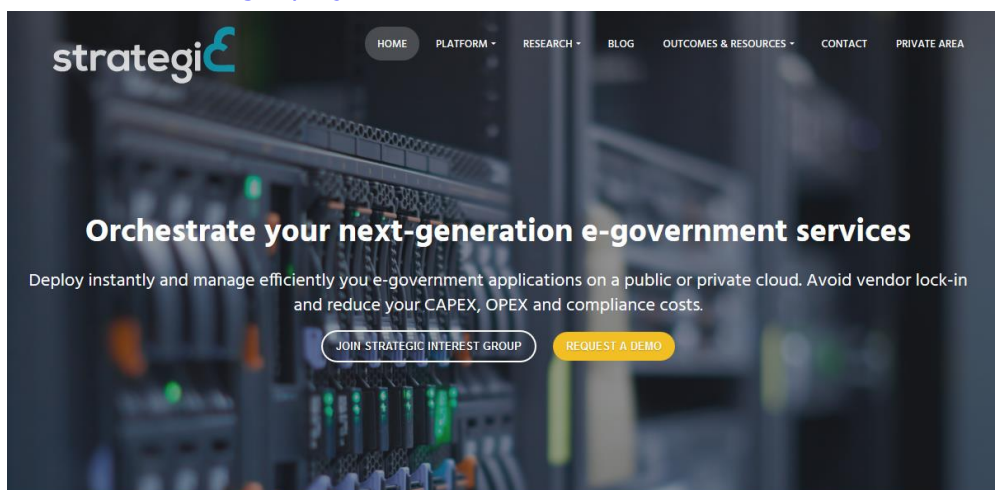 strategic
HOME PLATFORM RESEARCH BLOG OUTCOMES & RESOURCES CONTACT PRIVATE AREA
Orchestrate your next-generation e-government services
Deploy instantly and manage efficiently you e-government applications on a public or private cloud. Avoid vendor lock-in
and reduce your CAPEX, OPEX and compliance costs.
JOIN STRATEGIC INTEREST GROUP REQUEST A DEMO